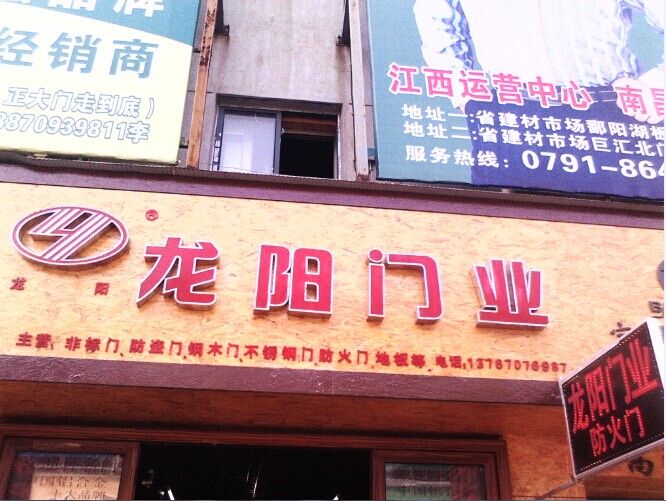 品牌
经销商
正大门走到底）
8870939811李
江西运营中心 南昌
地址一:省建材市场鄱阳湖
地址二:省建材市场巨汇北门
服务热线: 0791-864
®
龙阳
龙阳门业
主营、非标门、防盗门、钢木门、不锈钢门、防火门、地板等、电话:13767076987
龙阳门业
防火门